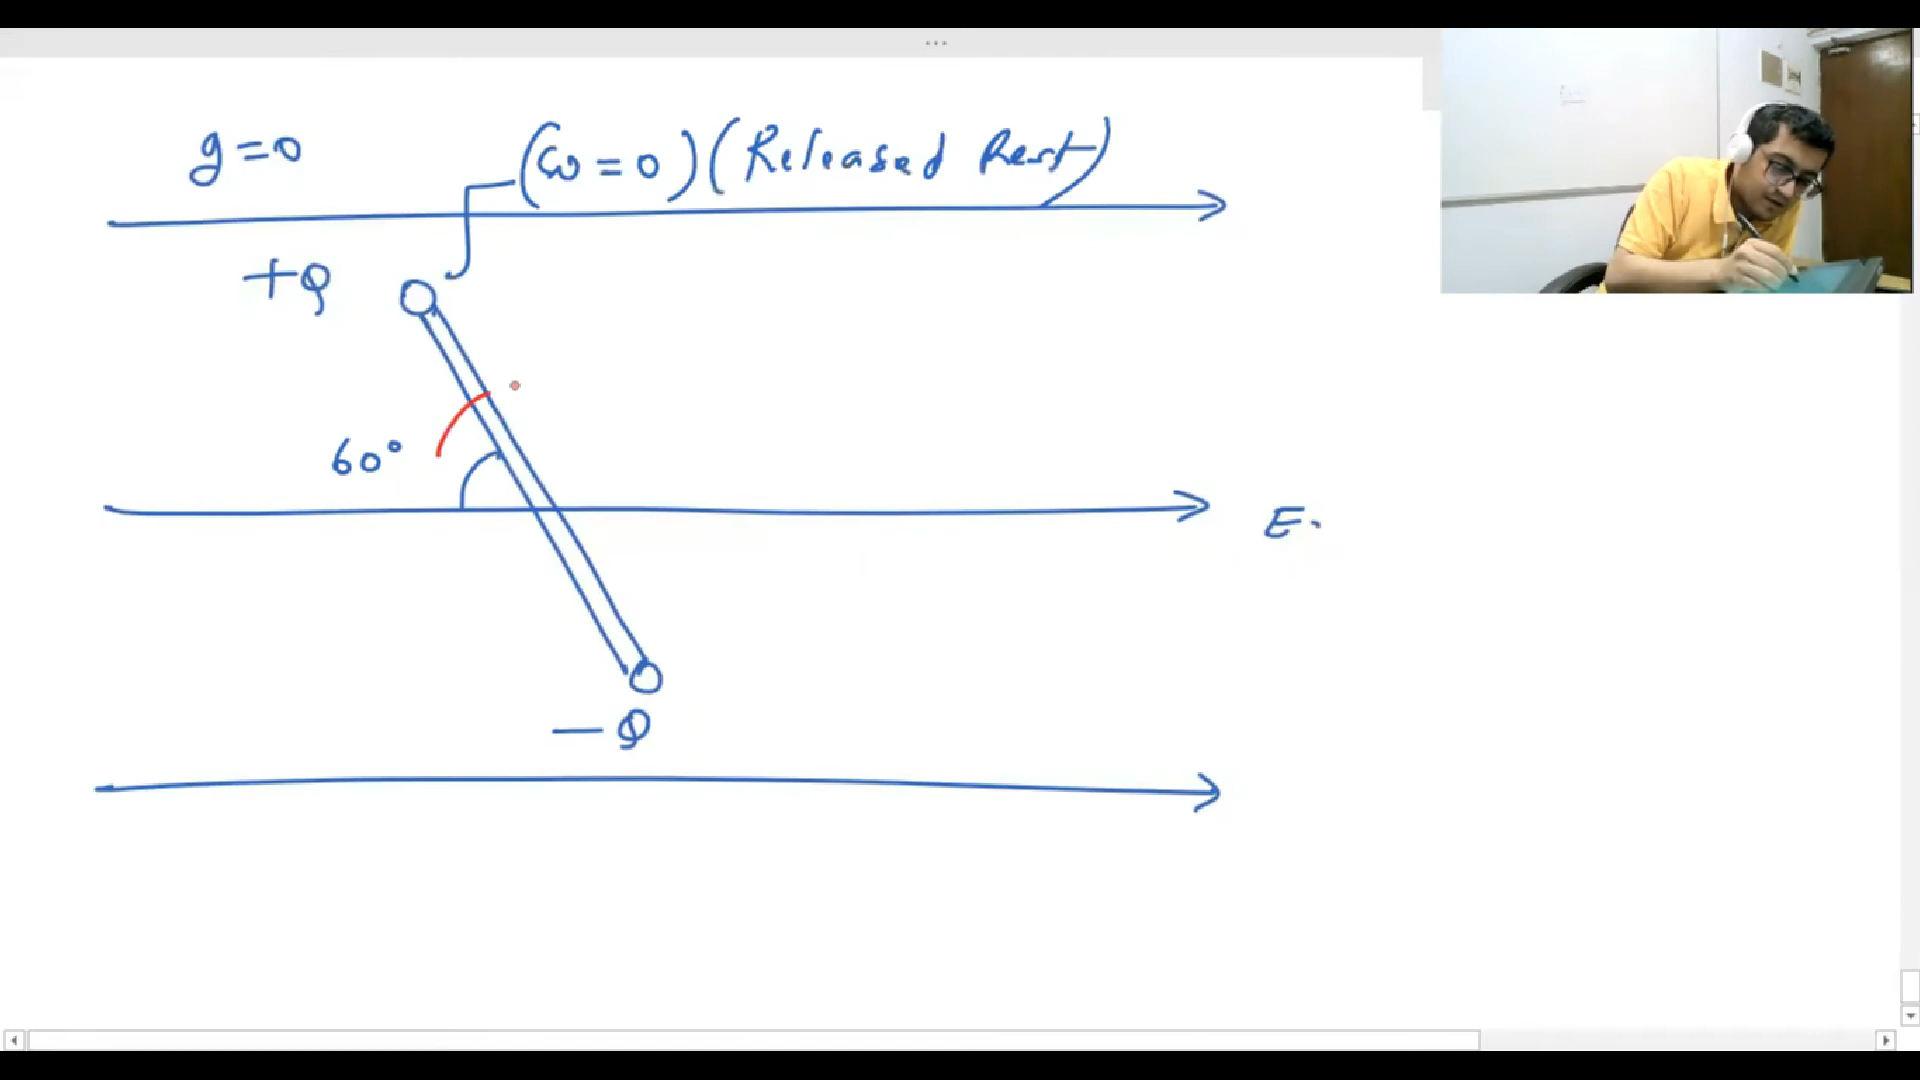 g=0 (ω=0)(Released Rest)
+Q
60°
E.
-Q